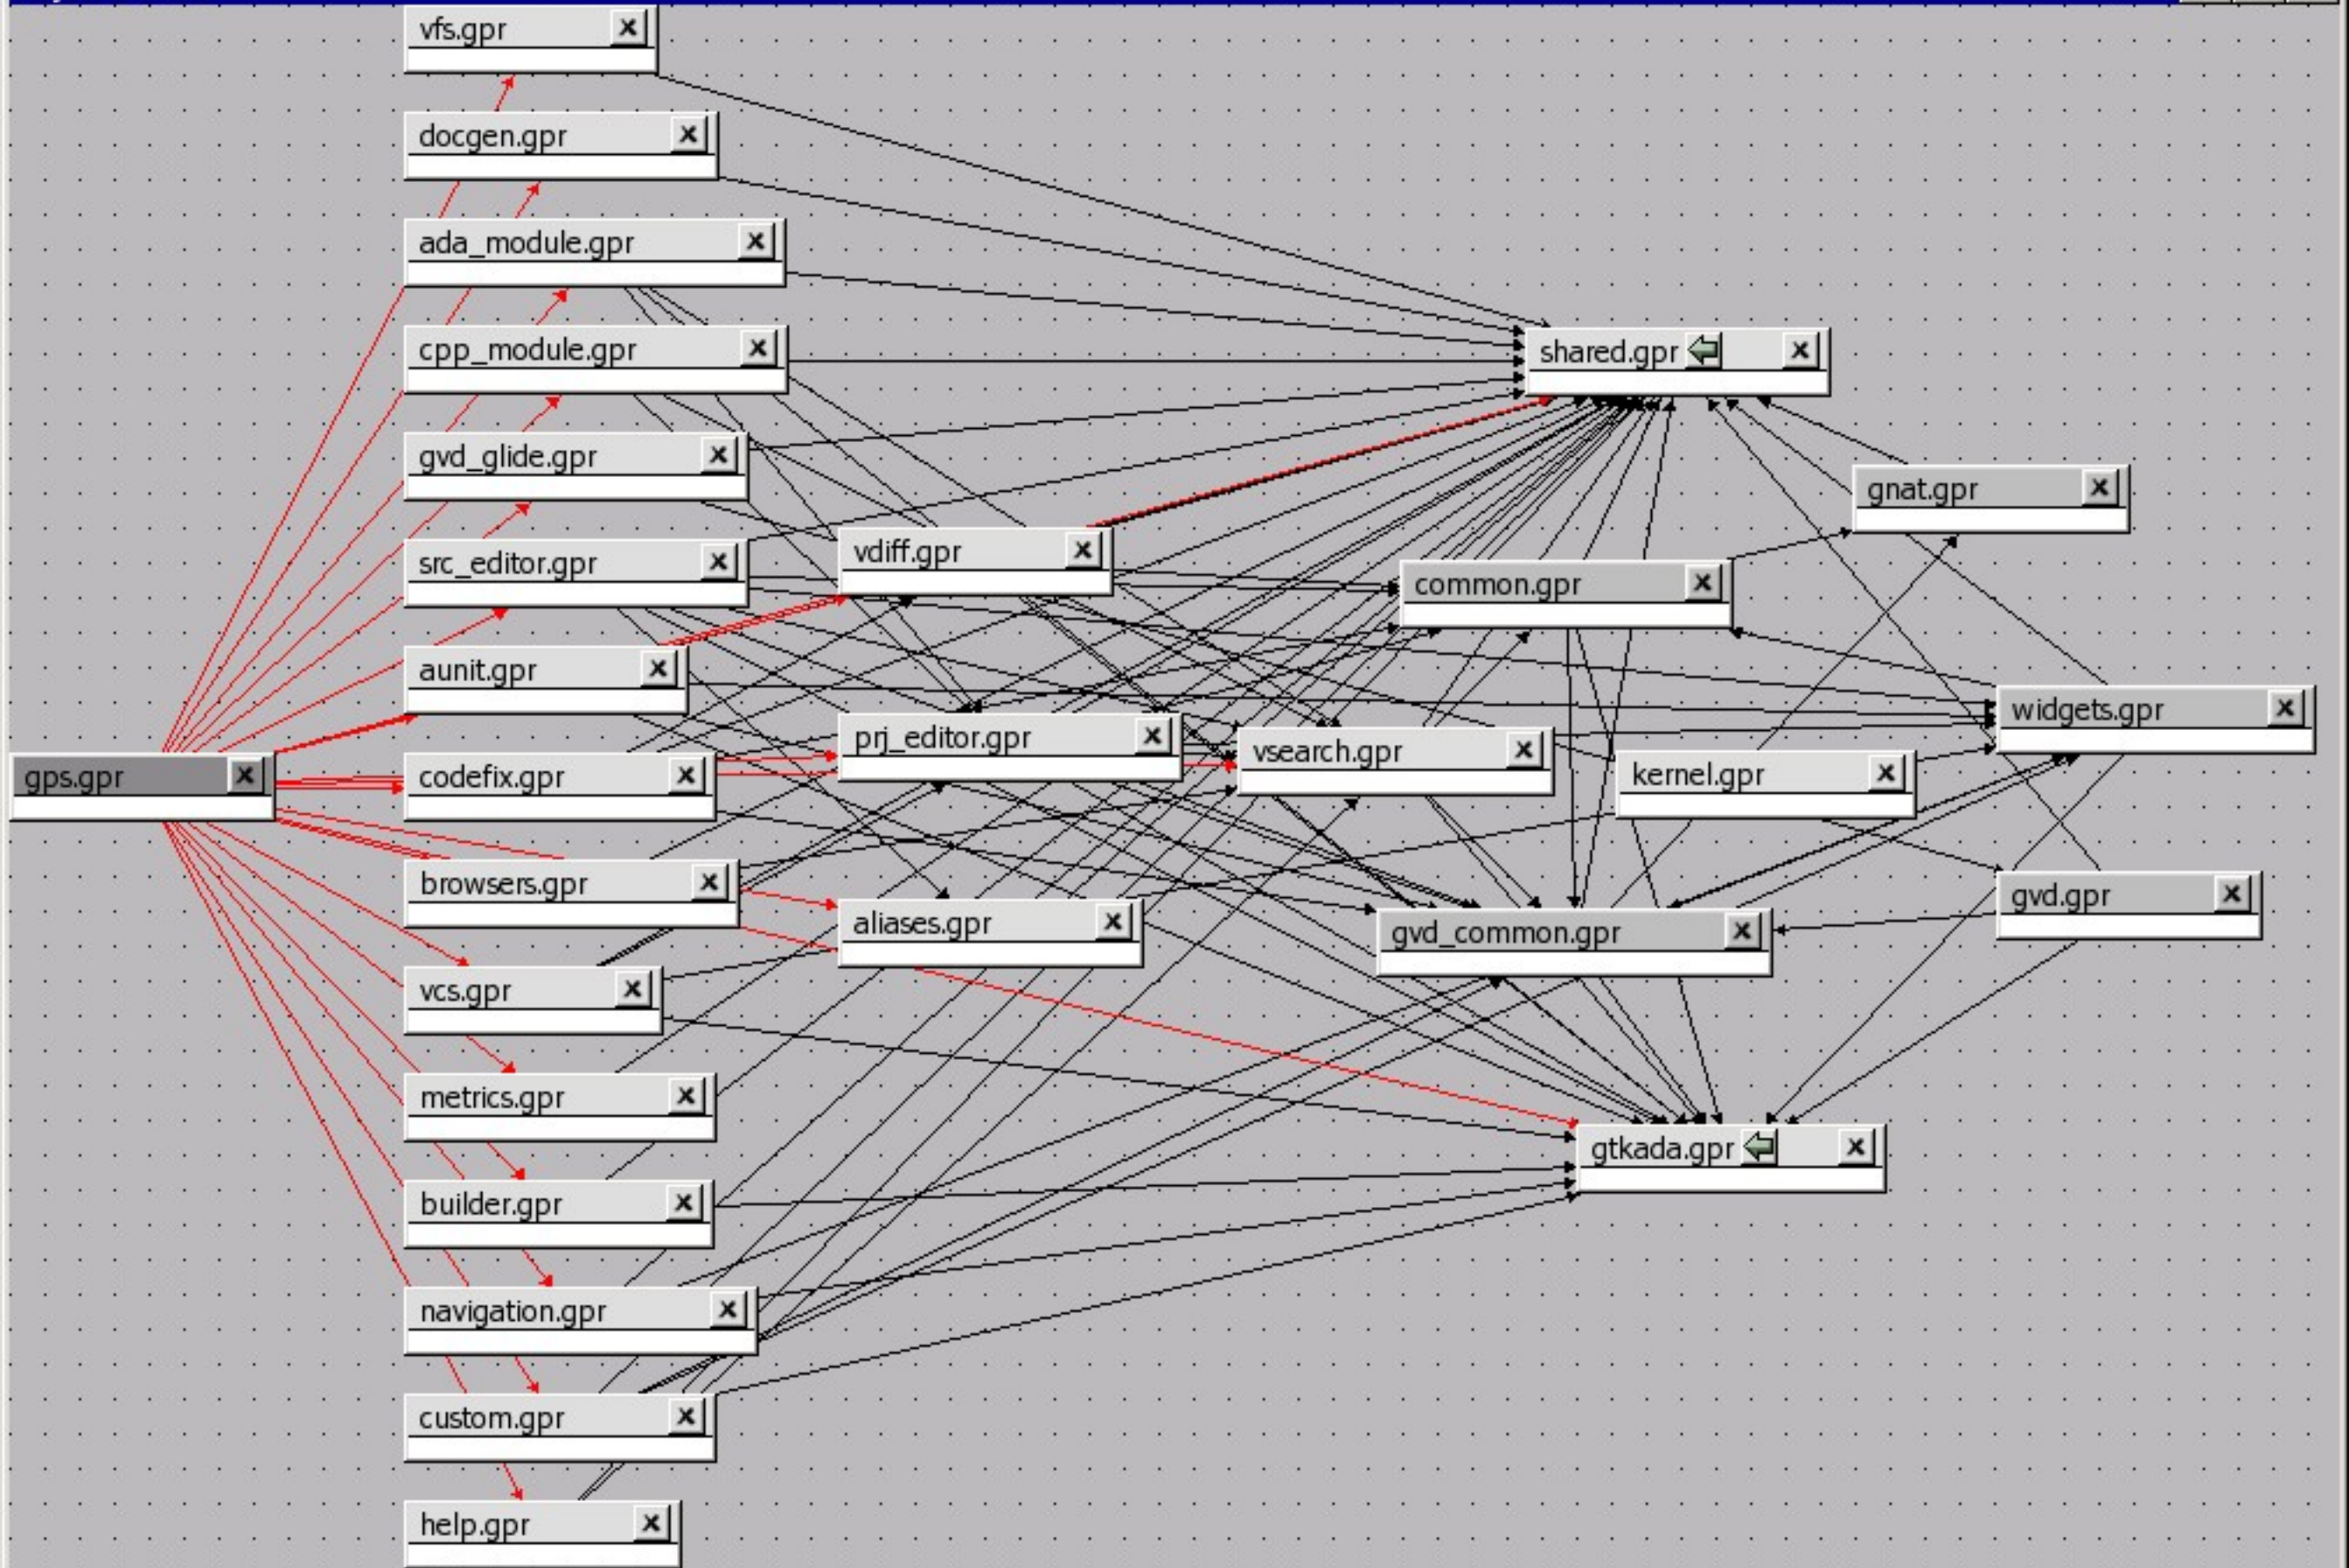 vfs.gpr
docgen.gpr
ada_module.gpr
cpp_module.gpr
gvd_glide.gpr
src_editor.gpr
aunit.gpr
gps.gpr
codefix.gpr
browsers.gpr
vcs.gpr
metrics.gpr
builder.gpr
navigation.gpr
custom.gpr
help.gpr
vdiff.gpr
prj_editor.gpr
aliases.gpr
vsearch.gpr
shared.gpr
common.gpr
kernel.gpr
gvd_common.gpr
gtkada.gpr
gnat.gpr
widgets.gpr
gvd.gpr